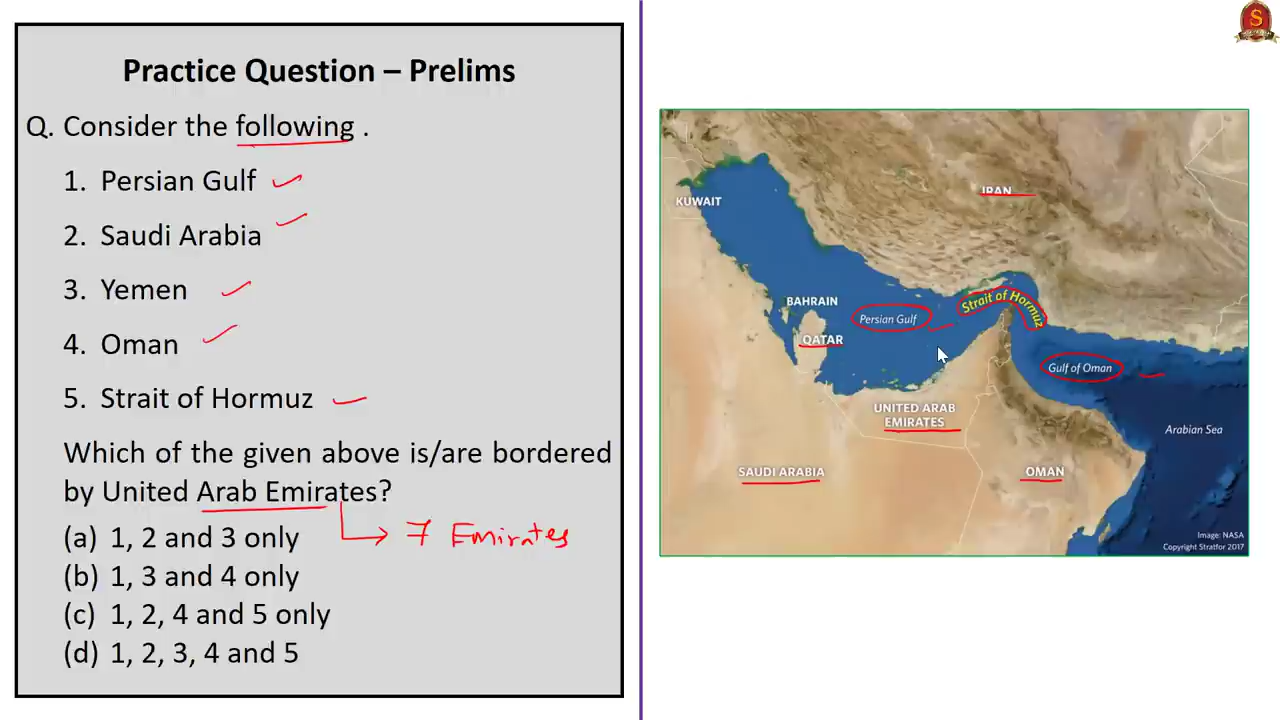 Practice Question – Prelims
Q. Consider the following .
1. Persian Gulf
2. Saudi Arabia
3. Yemen
4. Oman
5. Strait of Hormuz
Which of the given above is/are bordered
by United Arab Emirates?
(a) 1, 2 and 3 only
→ 7 Emirates
(b) 1, 3 and 4 only
(c) 1, 2, 4 and 5 only
(d) 1, 2, 3, 4 and 5
S
IRAN
KUWAIT
BAHRAIN
Strait of Hormuz
Persian Gulf
QATAR
Gulf of Oman
UNITED ARAB
EMIRATES
Arabian Sea
SAUDI ARABIA
OMAN
Image: NASA
Copyright Stratfor 2017